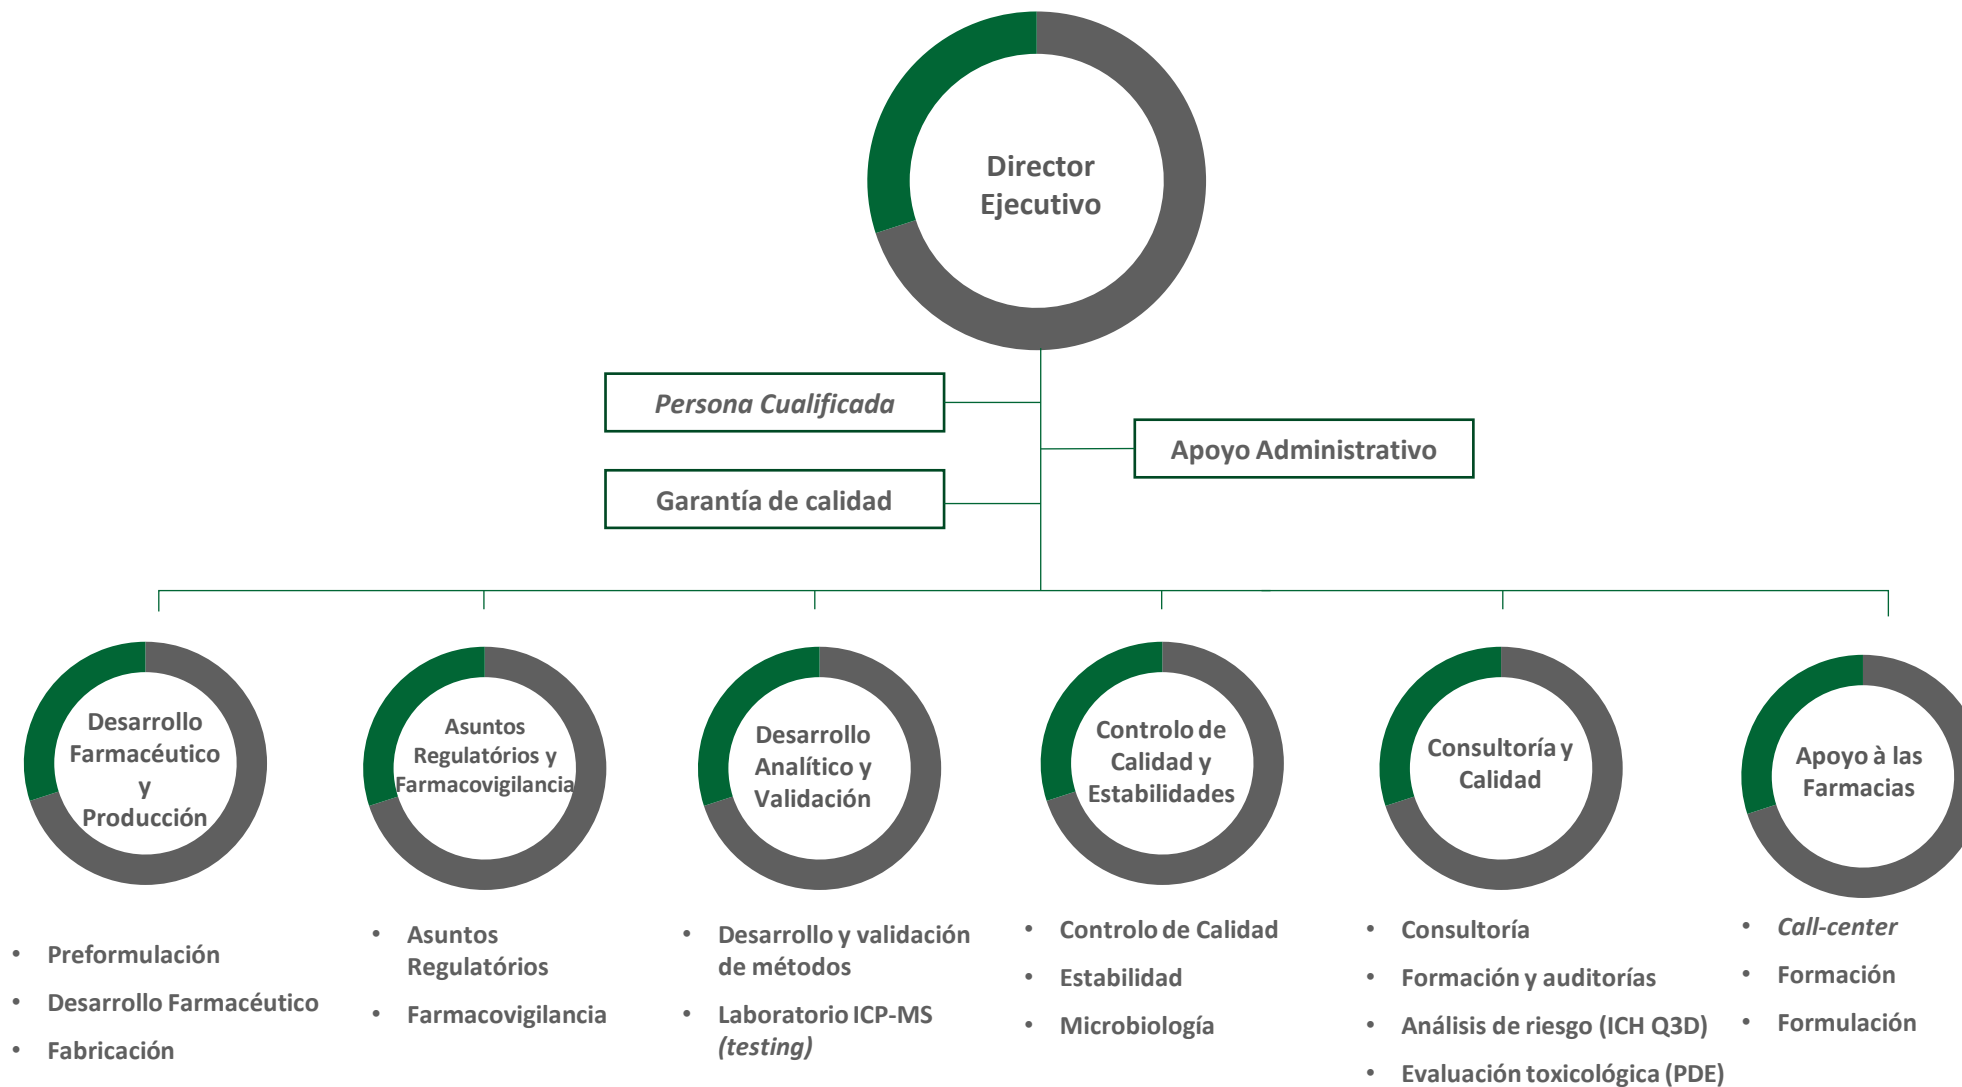 Director
Ejecutivo
Persona Cualificada
Apoyo Administrativo
Garantía de calidad
Desarrollo
Farmacéutico
y
Producción
Asuntos
Regulatórios y
Farmacovigilancia
Desarrollo
Analítico y
Validación
Controlo de
Calidad y
Estabilidades
Consultoría y
Calidad
Apoyo à las
Farmacias
• Preformulación
• Desarrollo Farmacéutico
• Fabricación
• Asuntos
Regulatórios
• Farmacovigilancia
• Desarrollo y validación
de métodos
• Laboratorio ICP-MS
(testing)
• Controlo de Calidad
• Estabilidad
• Microbiología
• Consultoría
• Formación y auditorías
• Análisis de riesgo (ICH Q3D)
• Evaluación toxicológica (PDE)
• Call-center
• Formación
• Formulación